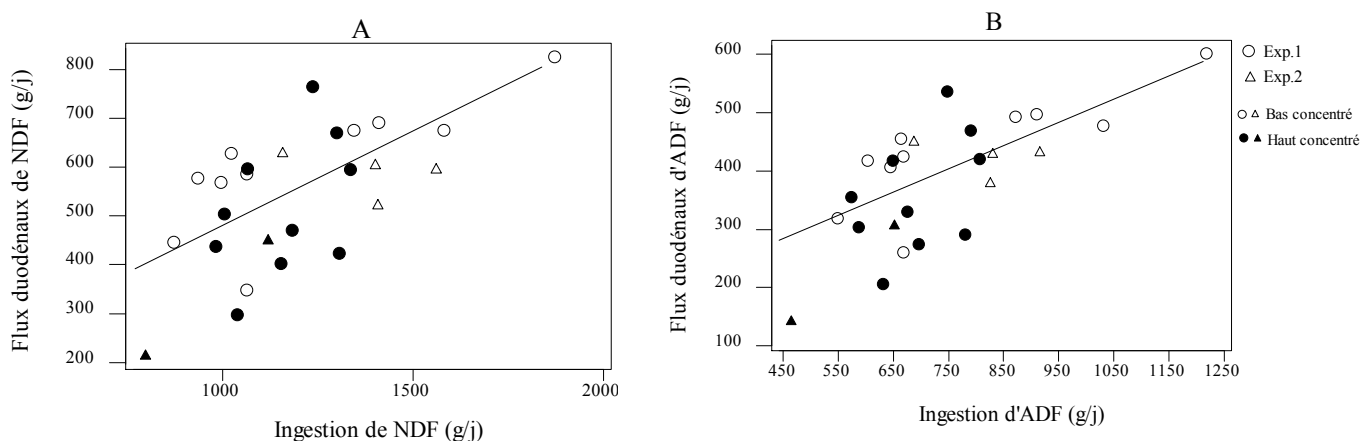 A
Flux duodénaux de NDF (g/j)
800
700
600
500
400
300
200
1000
1500
2000
Ingestion de NDF (g/j)
B
Flux duodénaux d'ADF (g/j)
600
500
400
300
200
100
450
550
650
750
850
950
1050
1150
1250
Ingestion d'ADF (g/j)
Exp.1
Exp.2
Bas concentré
Haut concentré